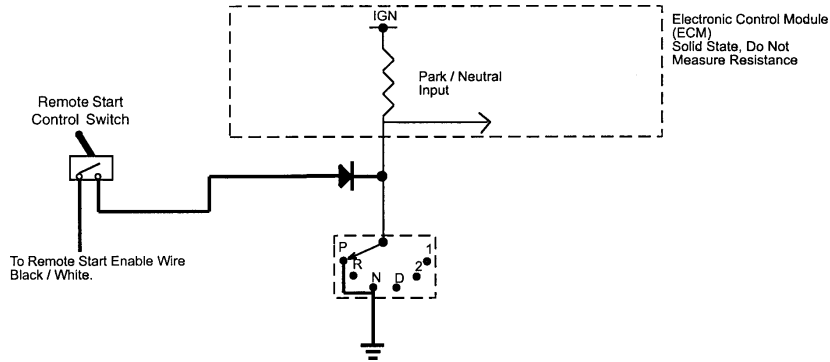 IGN
Electronic Control Module
(ECM)
Solid State, Do Not
Measure Resistance
Park / Neutral
Input
Remote Start
Control Switch
To Remote Start Enable Wire
Black / White.
P
R
N
D
2
1